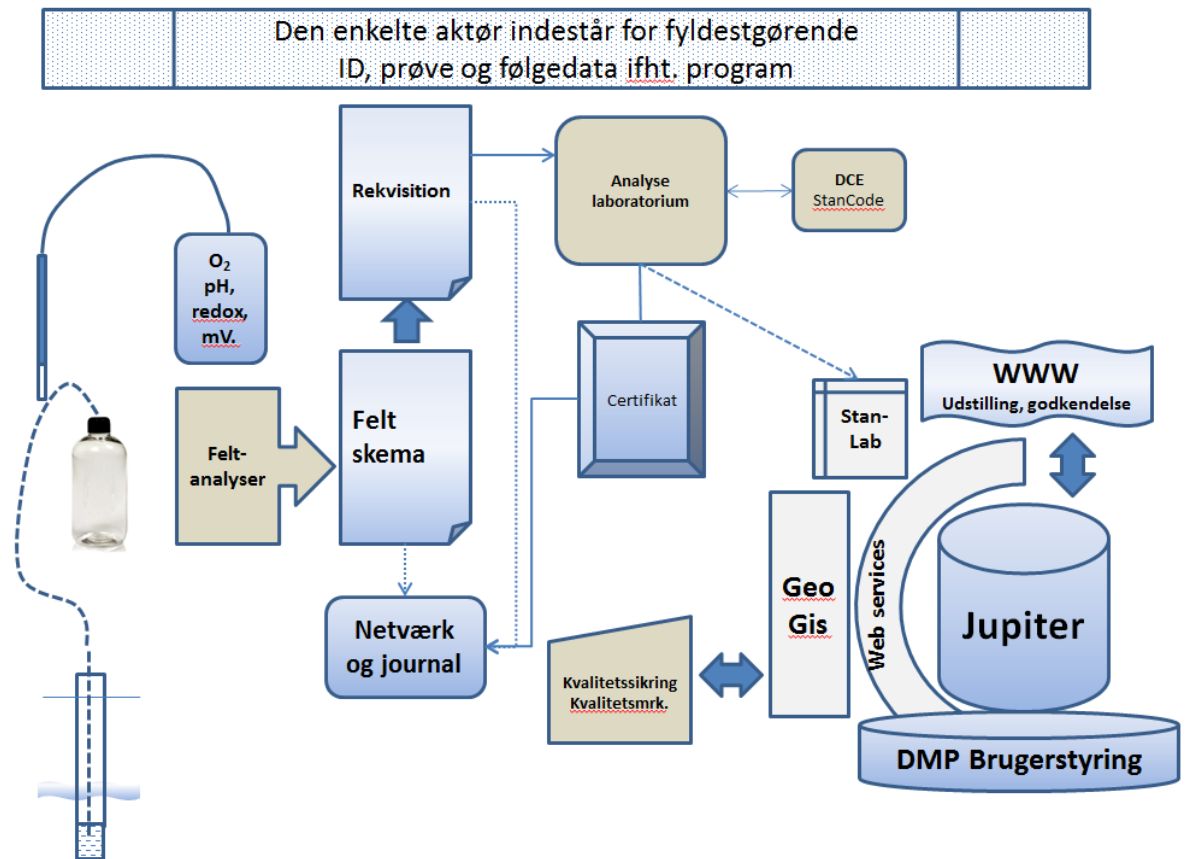 Den enkelte aktør indestår for fyldestgørende
ID, prøve og følgedata ifht. program
Rekvisition
Analyse
laboratorium
DCE
StanCode
O₂
pH,
redox,
mV.
Felt-
analyser
Felt
skema
Certifikat
Stan-
Lab
WWW
Udstilling, godkendelse
Netværk
og journal
Kvalitetssikring
Kvalitetsmrk.
Geo
Gis
Web services
Jupiter
DMP Brugerstyring